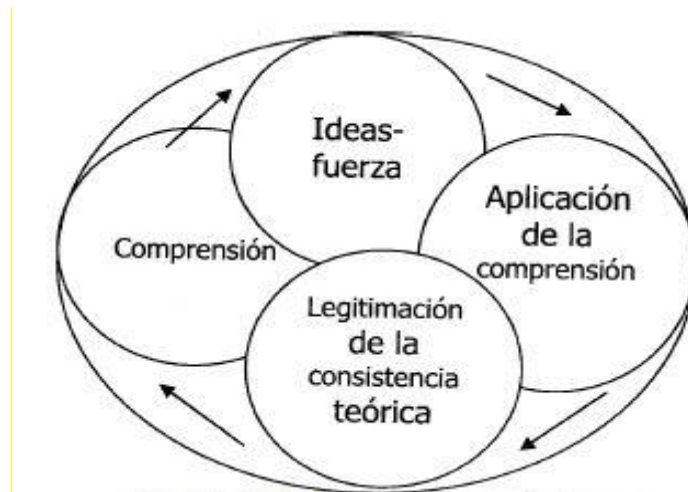 Ideas-
fuerza
Comprensión
Aplicación
de la
comprensión
Legitimación
de la
consistencia
teórica